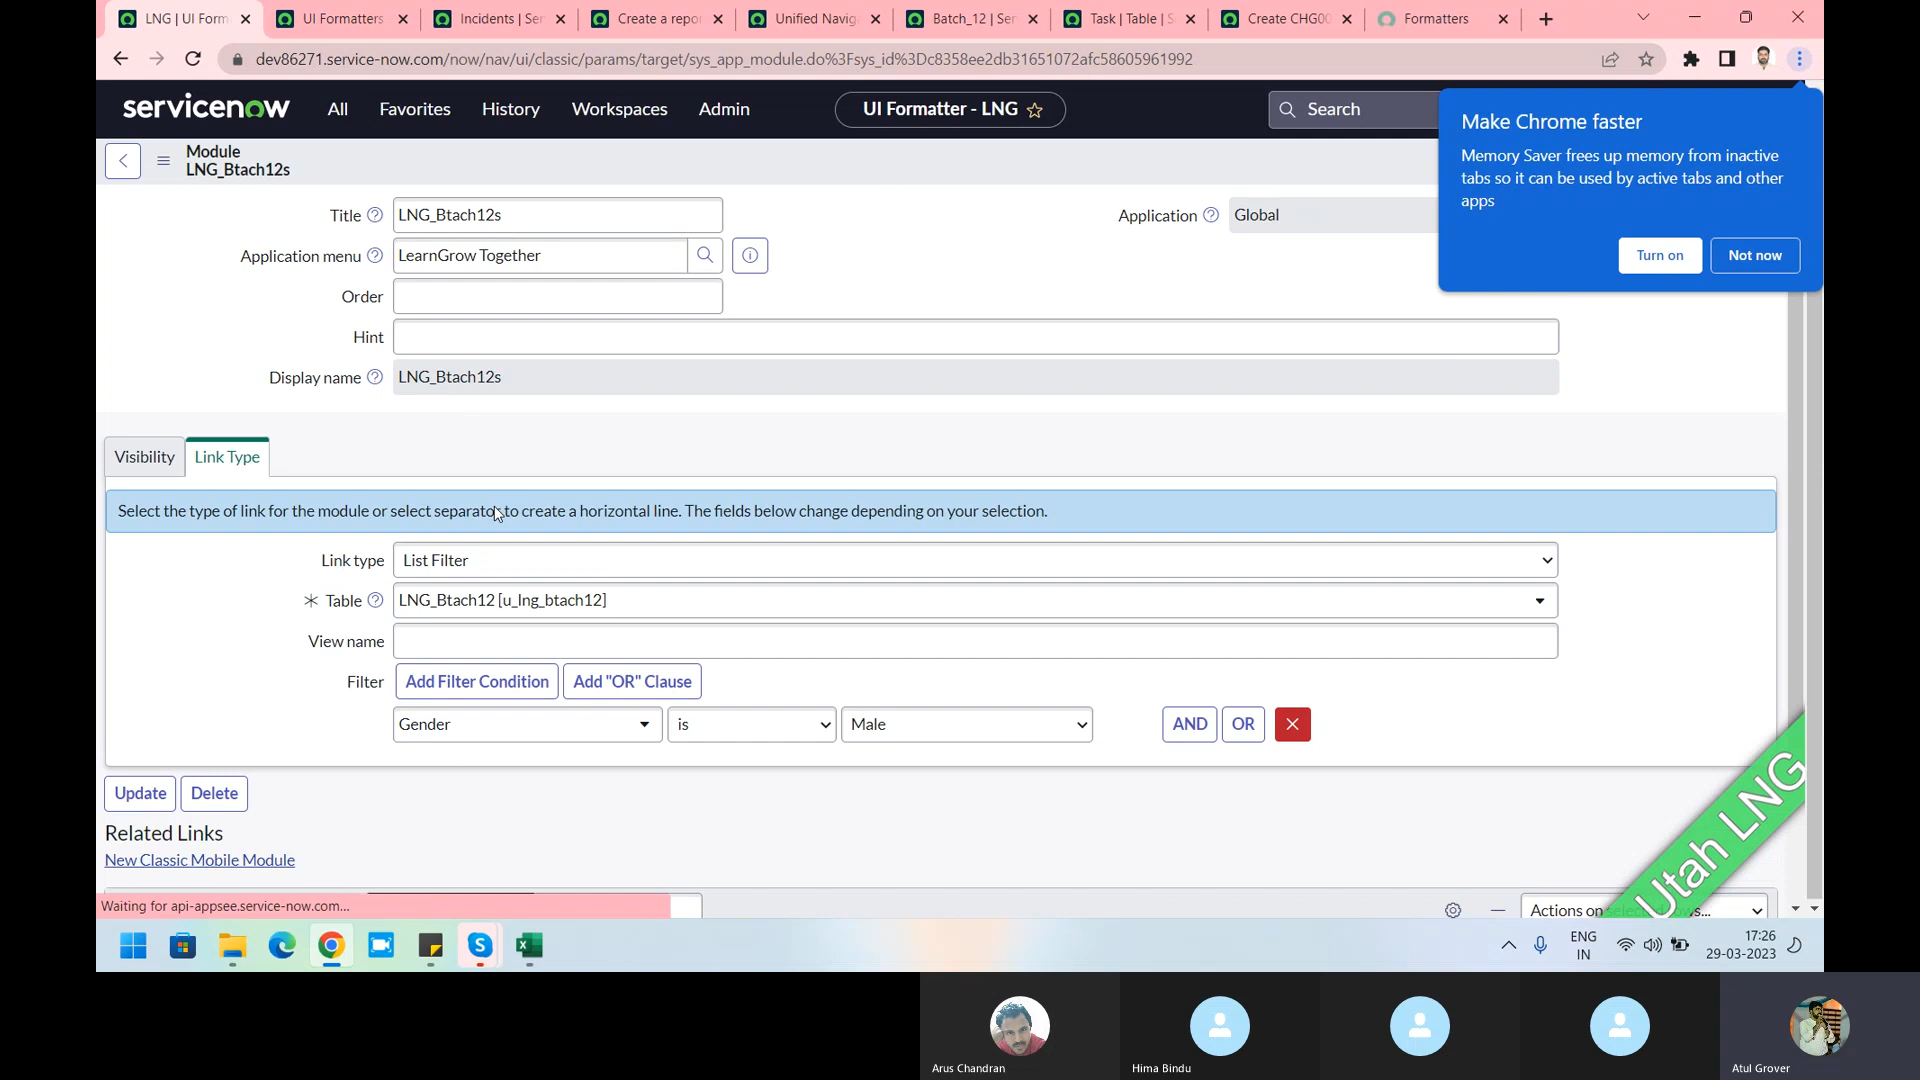 LNG | UI Form
UI Formatters
Incidents | Ser
Create a repo
Unified Navig
Batch_12 | Se
Task | Table | S
Create CHG00
Formatters
dev86271.service-now.com/now/nav/ui/classic/params/target/sys_app_module.do%3Fsys_id%3Dc8358ee2db31651072afc58605961992
servicenow
All
Favorites
History
Workspaces
Admin
UI Formatter - LNG
Search
Make Chrome faster
Memory Saver frees up memory from inactive
tabs so it can be used by active tabs and other
apps
Turn on
Not now
Module
LNG_Btach12s
Title
LNG_Btach12s
Application
Global
Application menu
LearnGrow Together
Order
Hint
Display name
LNG_Btach12s
Visibility
Link Type
Select the type of link for the module or select separator to create a horizontal line. The fields below change depending on your selection.
Link type
List Filter
Table
LNG_Btach12 [u_lng_btach12]
View name
Filter
Add Filter Condition
Add "OR" Clause
Gender
is
Male
AND
OR
Update
Delete
Related Links
New Classic Mobile Module
Utah LNG
Waiting for api-appsee.service-now.com...
Actions on selected rows...
ENG
IN
17:26
29-03-2023
Arus Chandran
Hima Bindu
Atul Grover